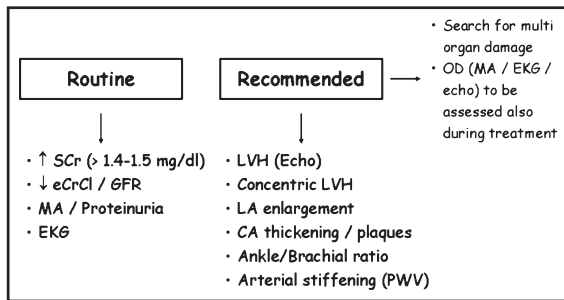 Routine
↑ SCr (> 1.4-1.5 mg/dl)
↓ eCrCl / GFR
MA / Proteinuria
EKG
Recommended
• LVH (Echo)
• Concentric LVH
• LA enlargement
• CA thickening / plaques
• Ankle/Brachial ratio
• Arterial stiffening (PWV)
• Search for multi
organ damage
• OD (MA / EKG /
echo) to be
assessed also
during treatment